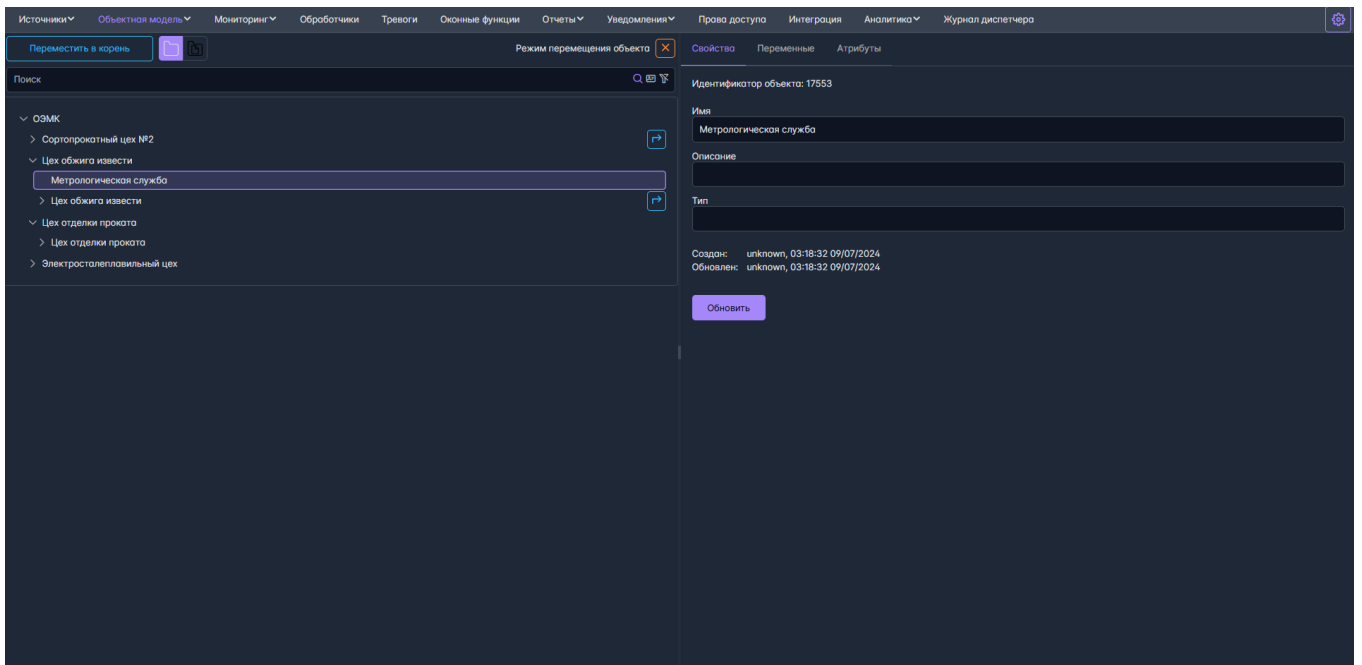 Источники Объектная модель Мониторинг Обработчики Тревоги Оконные функции Отчеты Уведомления Права доступа Интеграция Аналитика Журнал диспетчера
Переместить в корень Режим перемещения объекта
Поиск
ОЭМК
Сортопрокатный цех №2
Цех обжига извести
Метрологическая служба
Цех обжига извести
Цех отделки проката
Цех отделки проката
Электросталеплавильный цех
Свойства Переменные Атрибуты
Идентификатор объекта: 17553
Имя
Метрологическая служба
Описание
Тип
Создан: unknown, 03:18:32 09/07/2024
Обновлен: unknown, 03:18:32 09/07/2024
Обновить